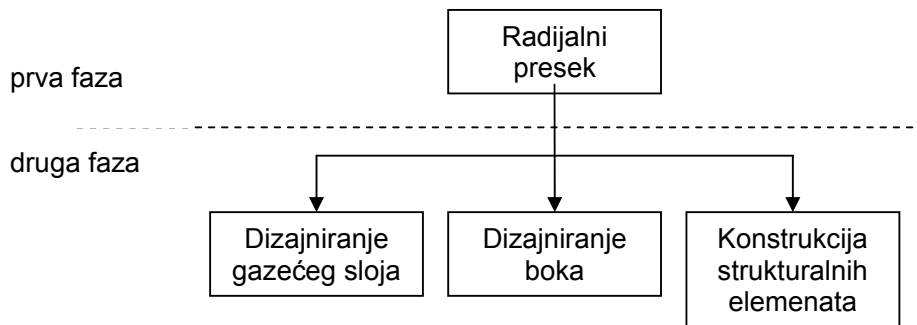 Radijalni
presek
prva faza
druga faza
Dizajniranje
gazećeg sloja
Dizajniranje
boka
Konstrukcija
strukturalnih
elemenata